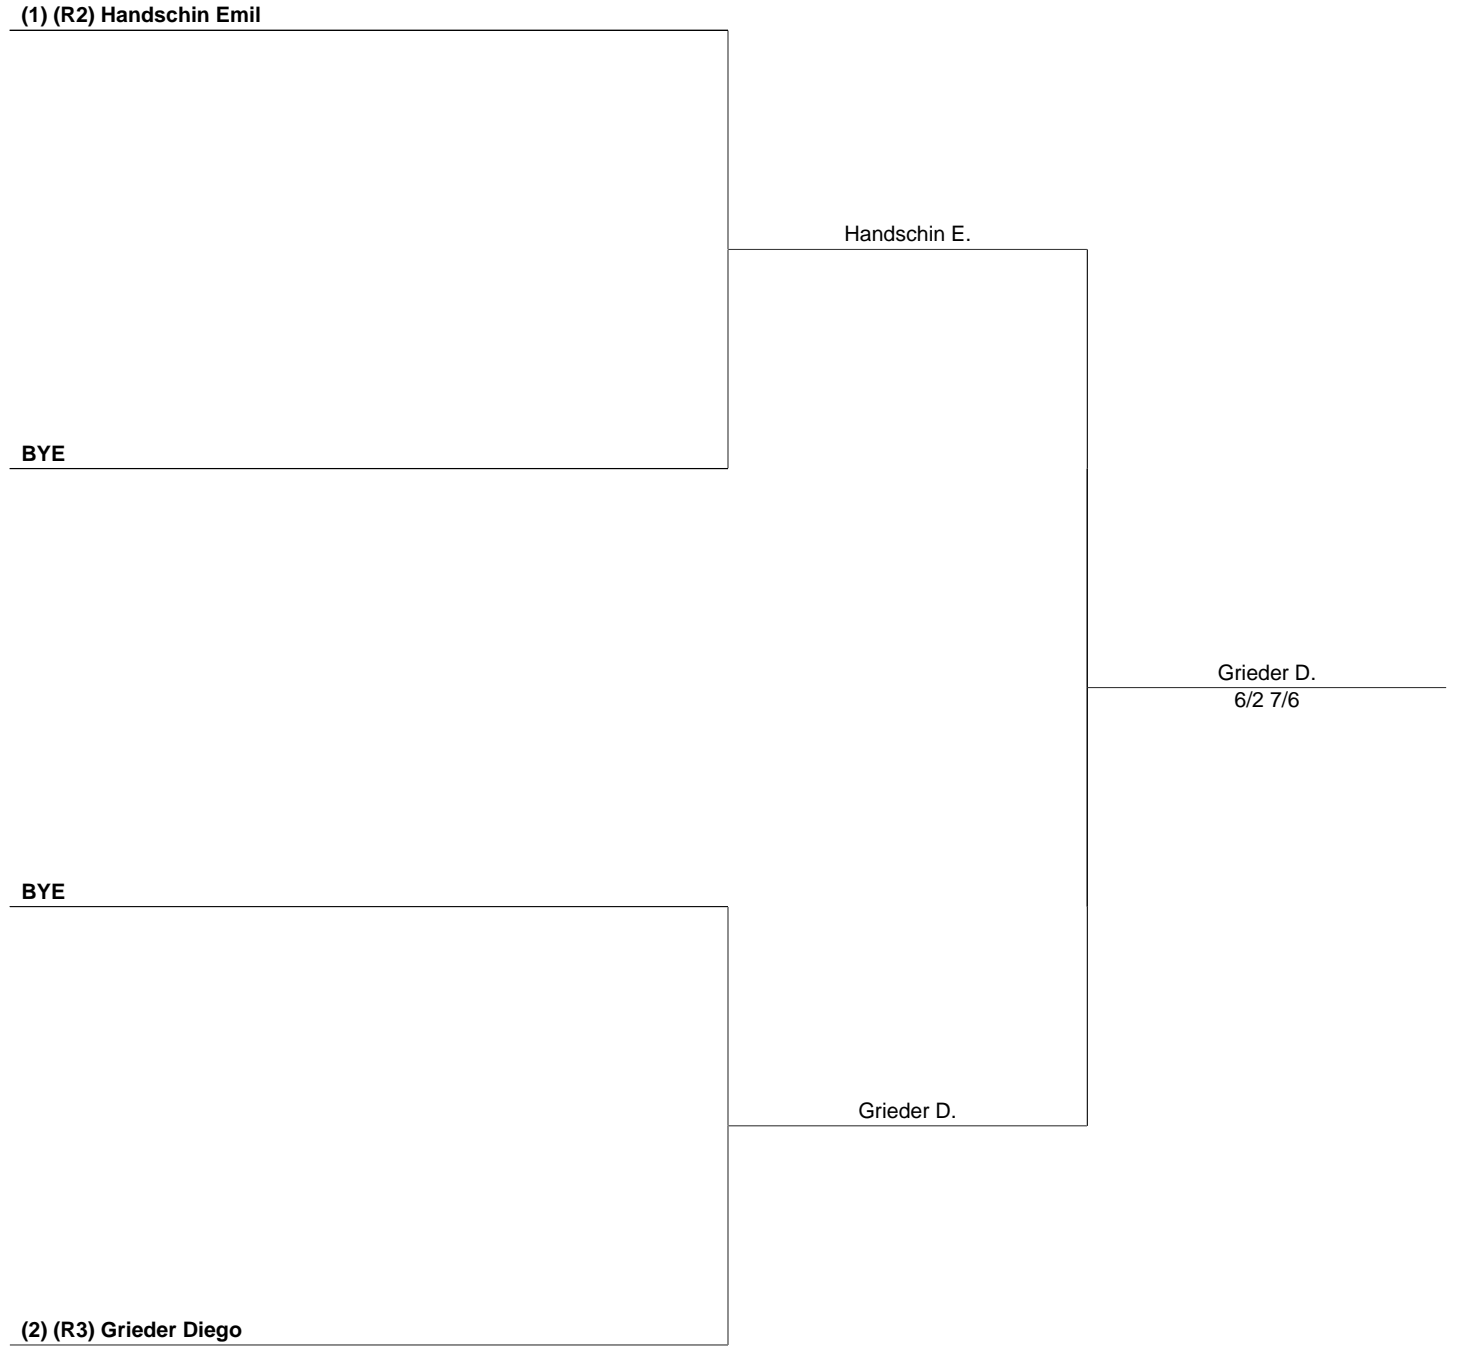 (1) (R2) Handschin Emil
Handschin E.
BYE
Grieder D.
6/2 7/6
BYE
Grieder D.
(2) (R3) Grieder Diego